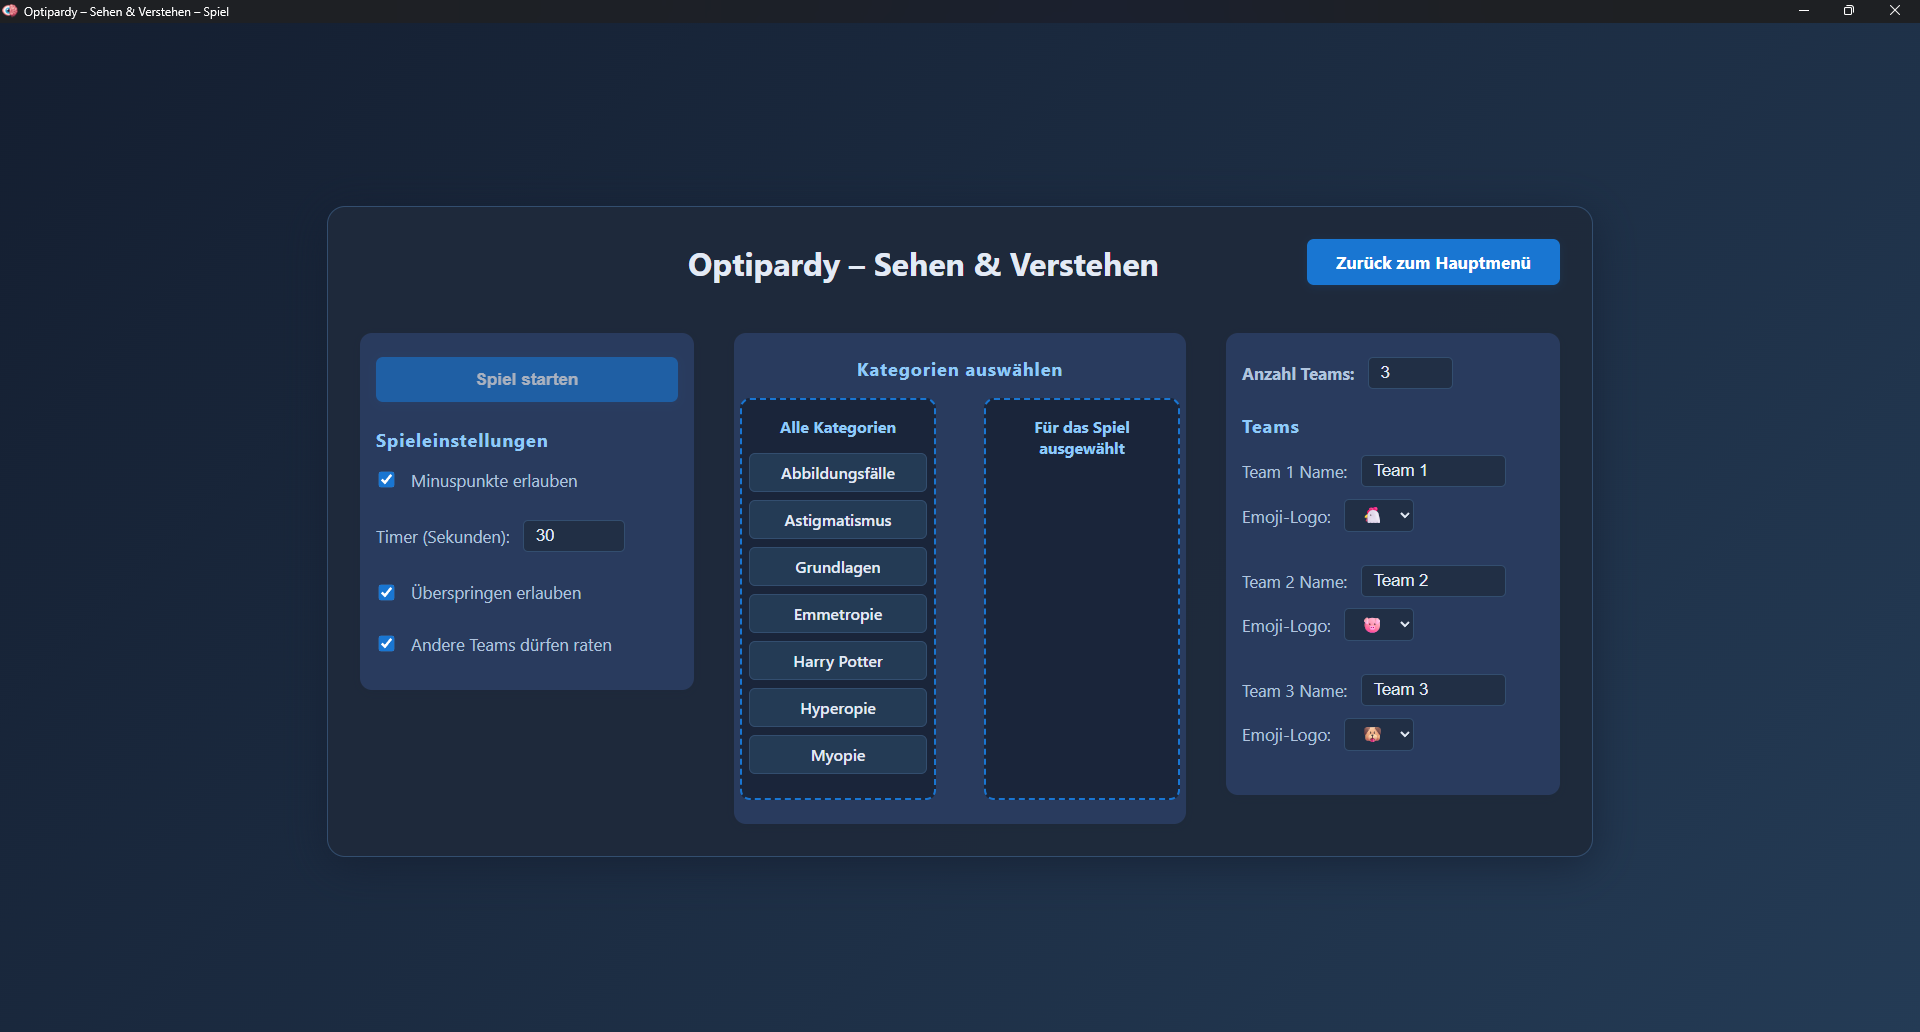 Optipardy – Sehen & Verstehen – Spiel
Optipardy – Sehen & Verstehen
Zurück zum Hauptmenü
Spiel starten
Spieleinstellungen
Minuspunkte erlauben
Timer (Sekunden): 30
Überspringen erlauben
Andere Teams dürfen raten
Kategorien auswählen
Alle Kategorien
Abbildungsfälle
Astigmatismus
Grundlagen
Emmetropie
Harry Potter
Hyperopie
Myopie
Für das Spiel
ausgewählt
Anzahl Teams: 3
Teams
Team 1 Name: Team 1
Emoji-Logo:
Team 2 Name: Team 2
Emoji-Logo:
Team 3 Name: Team 3
Emoji-Logo: